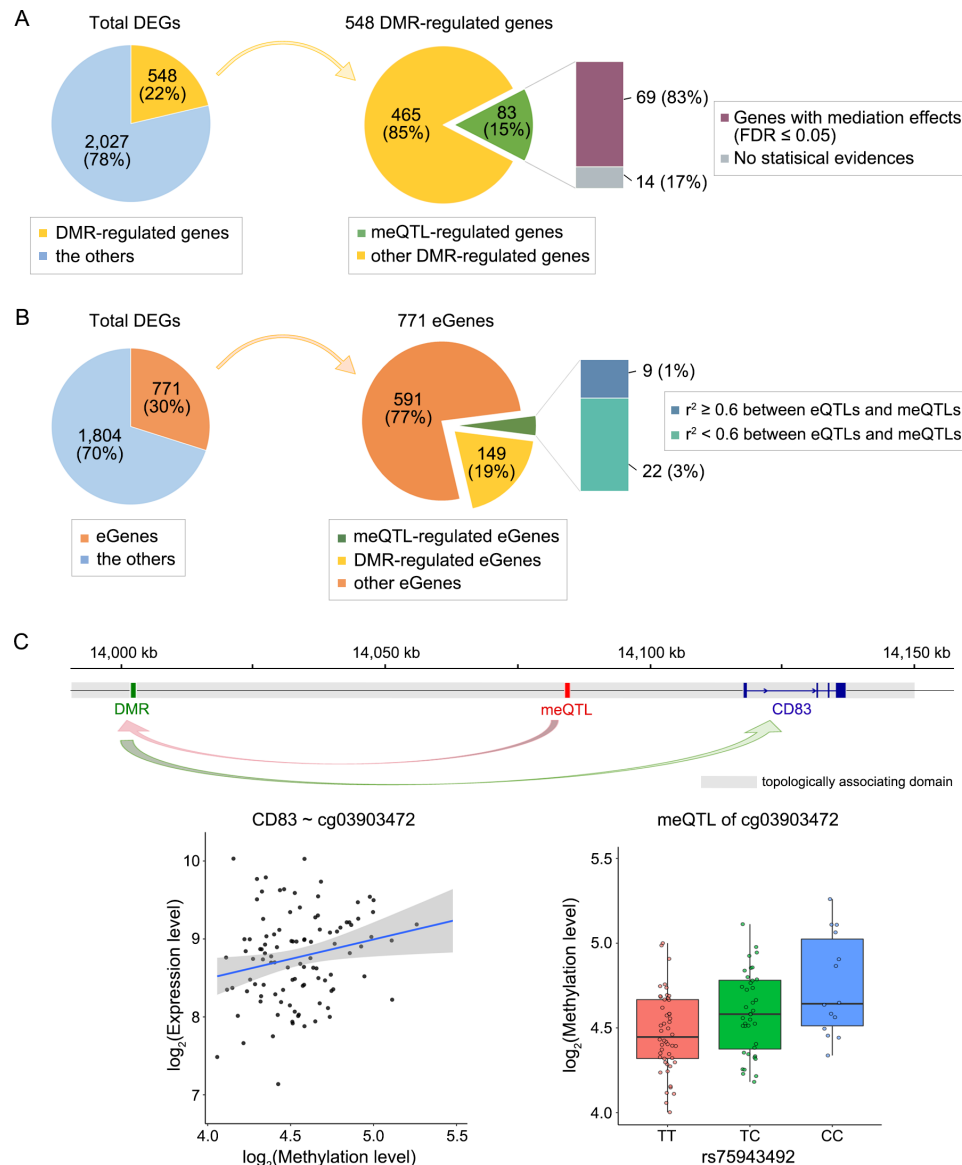 A
Total DEGs
548 DMR-regulated genes
548
(22%)
2,027
(78%)
465
(85%)
83
(15%)
69 (83%)
14 (17%)
Genes with mediation effects
(FDR ≤ 0.05)
No statisical evidences
DMR-regulated genes
the others
meQTL-regulated genes
other DMR-regulated genes
B
Total DEGs
771 eGenes
771
(30%)
1,804
(70%)
591
(77%)
149
(19%)
9 (1%)
22 (3%)
r² ≥ 0.6 between eQTLs and meQTLs
r² < 0.6 between eQTLs and meQTLs
eGenes
the others
meQTL-regulated eGenes
DMR-regulated eGenes
other eGenes
C
14,000 kb
14,050 kb
14,100 kb
14,150 kb
DMR
meQTL
CD83
topologically associating domain
CD83 ~ cg03903472
log₂(Expression level)
10
9
8
7
4.0
4.5
5.0
5.5
log₂(Methylation level)
meQTL of cg03903472
log₂(Methylation level)
5.5
5.0
4.5
4.0
TT
TC
CC
rs75943492